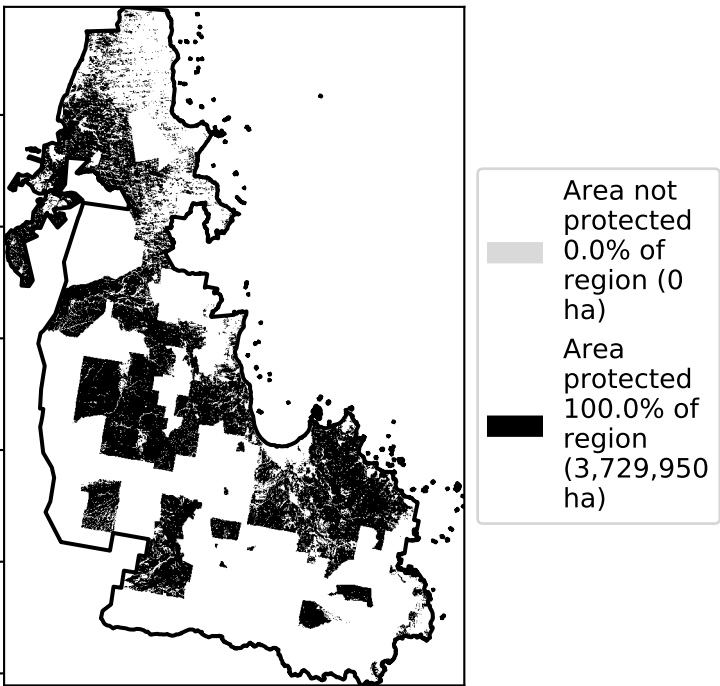 Area not
protected
0.0% of
region (0
ha)
Area
protected
100.0% of
region
(3,729,950
ha)